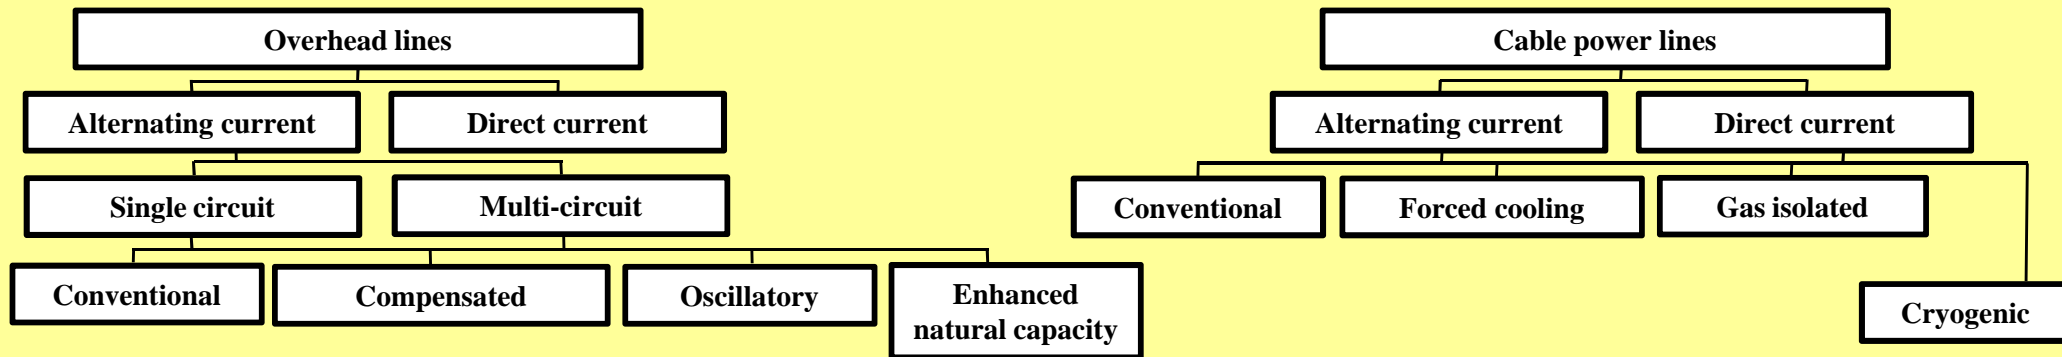 Overhead lines
Cable power lines
Alternating current
Direct current
Alternating current
Direct current
Single circuit
Multi-circuit
Conventional
Forced cooling
Gas isolated
Conventional
Compensated
Oscillatory
Enhanced
natural capacity
Cryogenic